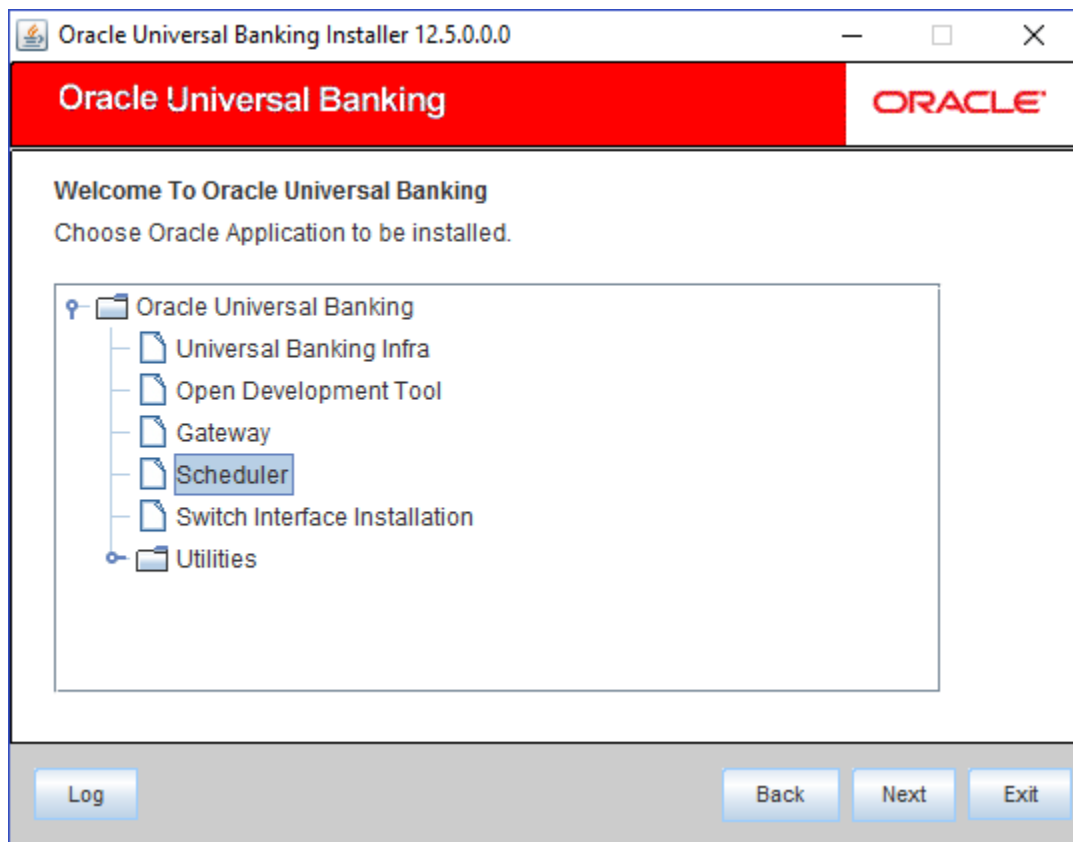 Oracle Universal Banking Installer 12.5.0.0.0
Oracle Universal Banking
ORACLE
Welcome To Oracle Universal Banking
Choose Oracle Application to be installed.
Oracle Universal Banking
Universal Banking Infra
Open Development Tool
Gateway
Scheduler
Switch Interface Installation
Utilities
Log
Back
Next
Exit